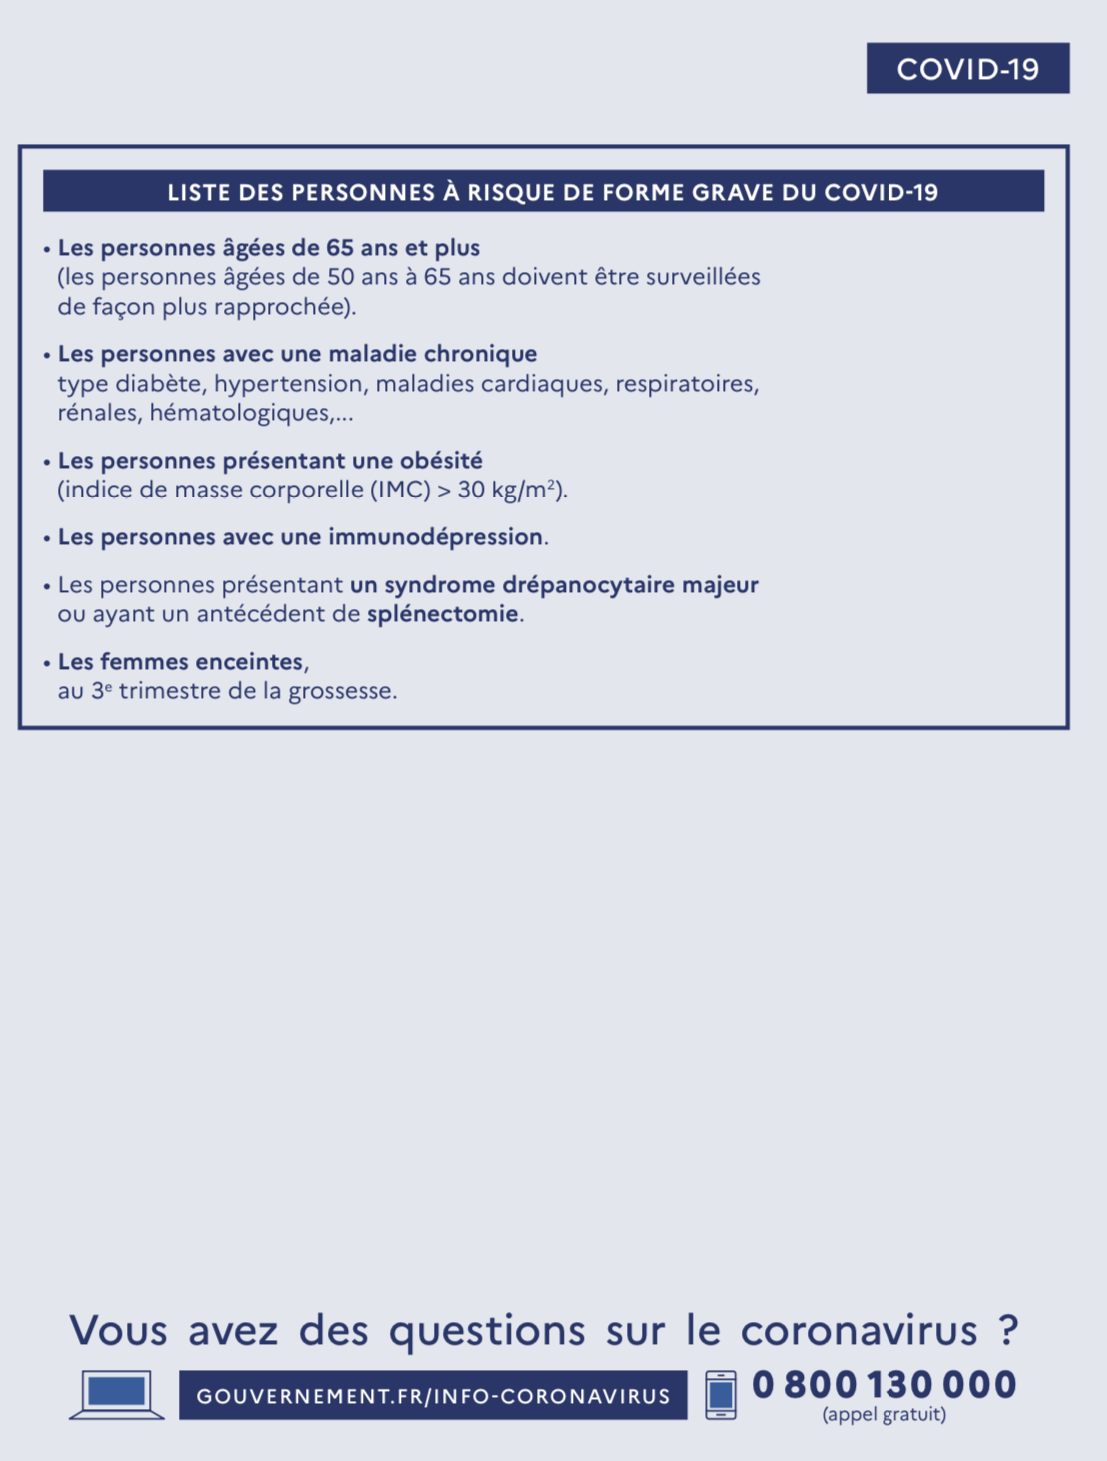 COVID-19
LISTE DES PERSONNES À RISQUE DE FORME GRAVE DU COVID-19
• Les personnes âgées de 65 ans et plus
(les personnes âgées de 50 ans à 65 ans doivent être surveillées
de façon plus rapprochée).
• Les personnes avec une maladie chronique
type diabète, hypertension, maladies cardiaques, respiratoires,
rénales, hématologiques,...
• Les personnes présentant une obésité
(indice de masse corporelle (IMC) > 30 kg/m²).
• Les personnes avec une immunodépression.
• Les personnes présentant un syndrome drépanocytaire majeur
ou ayant un antécédent de splénectomie.
• Les femmes enceintes,
au 3ᵉ trimestre de la grossesse.
Vous avez des questions sur le coronavirus ?
GOUVERNEMENT.FR/INFO-CORONAVIRUS
0 800 130 000
(appel gratuit)